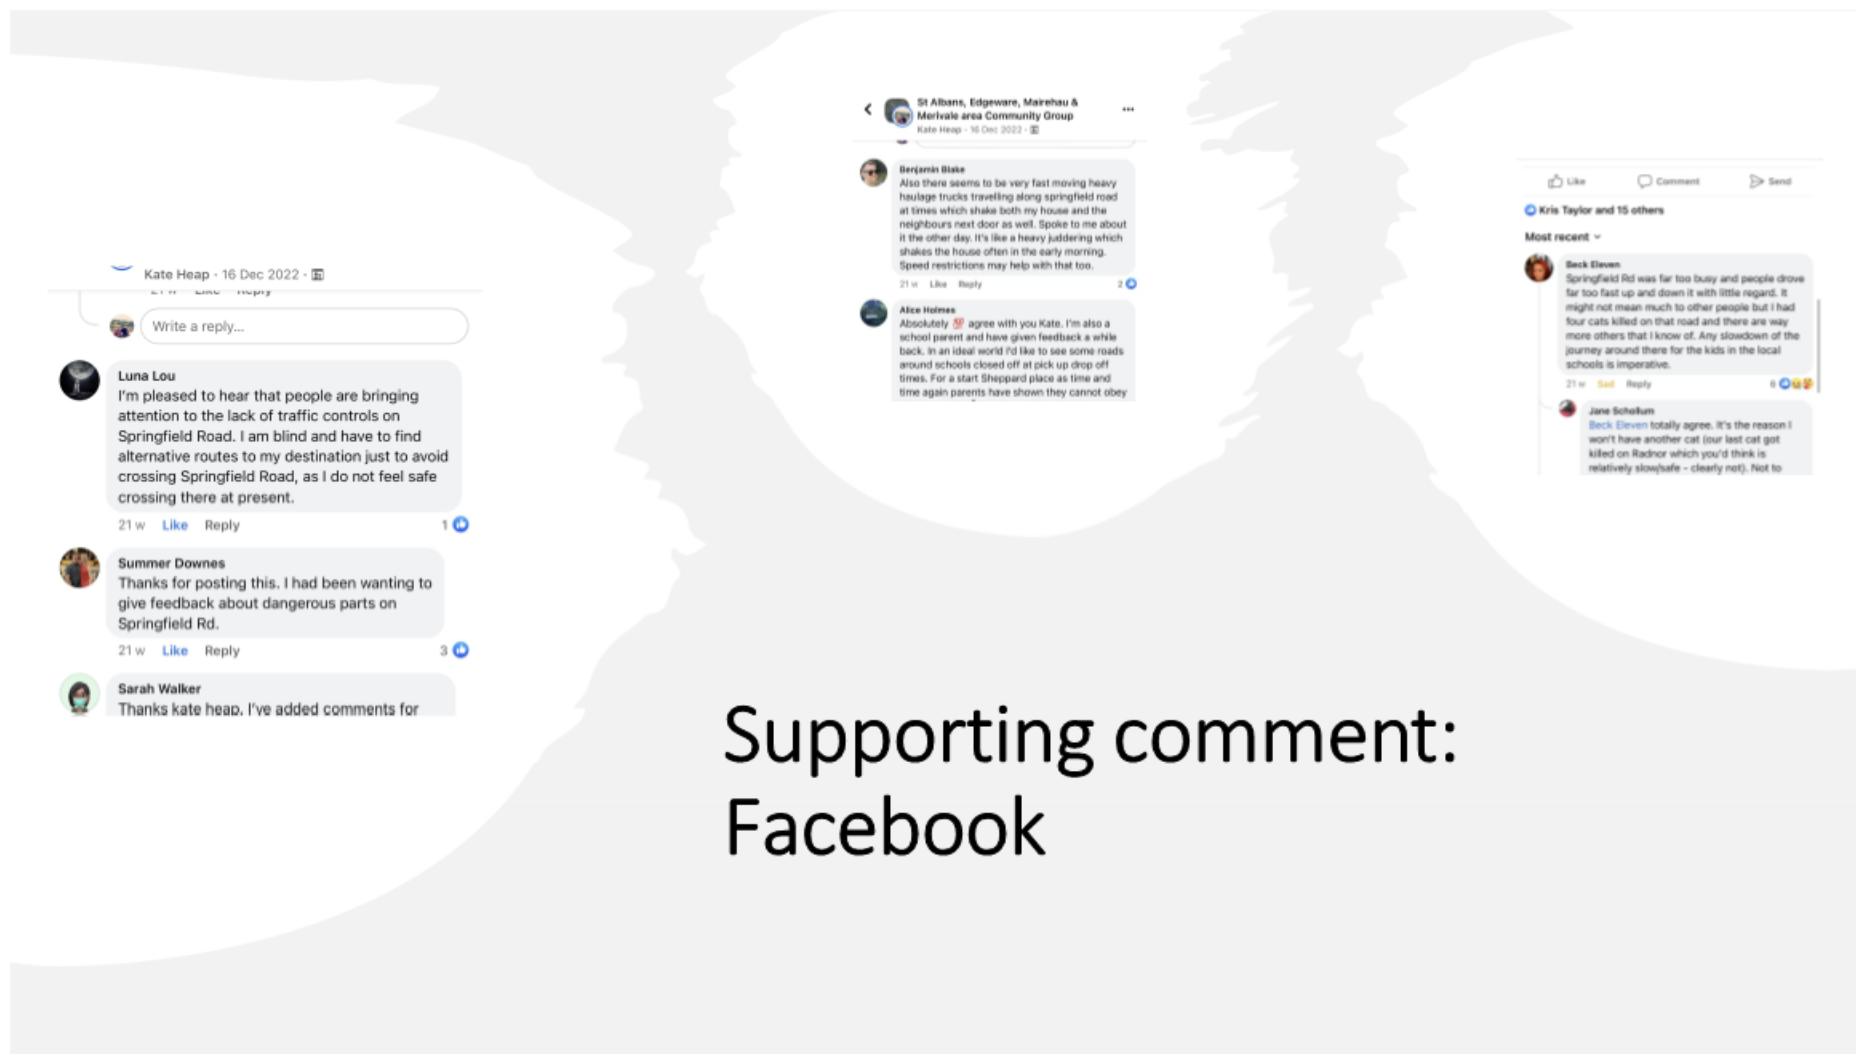 Kate Heap · 16 Dec 2022 ·
21 w Like Reply
Write a reply...
Luna Lou
I'm pleased to hear that people are bringing
attention to the lack of traffic controls on
Springfield Road. I am blind and have to find
alternative routes to my destination just to avoid
crossing Springfield Road, as I do not feel safe
crossing there at present.
21 w Like Reply 1
Summer Downes
Thanks for posting this. I had been wanting to
give feedback about dangerous parts on
Springfield Rd.
21 w Like Reply 3
Sarah Walker
Thanks kate heap. I've added comments for
St Albans, Edgeware, Mairehau &
Merivale area Community Group
Kate Heap · 16 Dec 2022 ·
Benjamin Blake
Also there seems to be very fast moving heavy
haulage trucks travelling along springfield road
at times which shake both my house and the
neighbours next door as well. Spoke to me about
it the other day. It's like a heavy juddering which
shakes the house often in the early morning.
Speed restrictions may help with that too.
21 w Like Reply 2
Alice Holmes
Absolutely 💯 agree with you Kate. I'm also a
school parent and have given feedback a while
back. In an ideal world i'd like to see some roads
around schools closed off at pick up drop off
times. For a start Sheppard place as time and
time again parents have shown they cannot obey
Like Comment Send
Kris Taylor and 15 others
Most recent
Beck Eleven
Springfield Rd was far too busy and people drove
far too fast up and down it with little regard. It
might not mean much to other people but I had
four cats killed on that road and there are way
more others that I know of. Any slowdown of the
journey around there for the kids in the local
schools is imperative.
21 w Sad Reply 6
Jane Schollum
Beck Eleven totally agree. It's the reason I
won't have another cat (our last cat got
killed on Radnor which you'd think is
relatively slow/safe – clearly not). Not to
Supporting comment:
Facebook